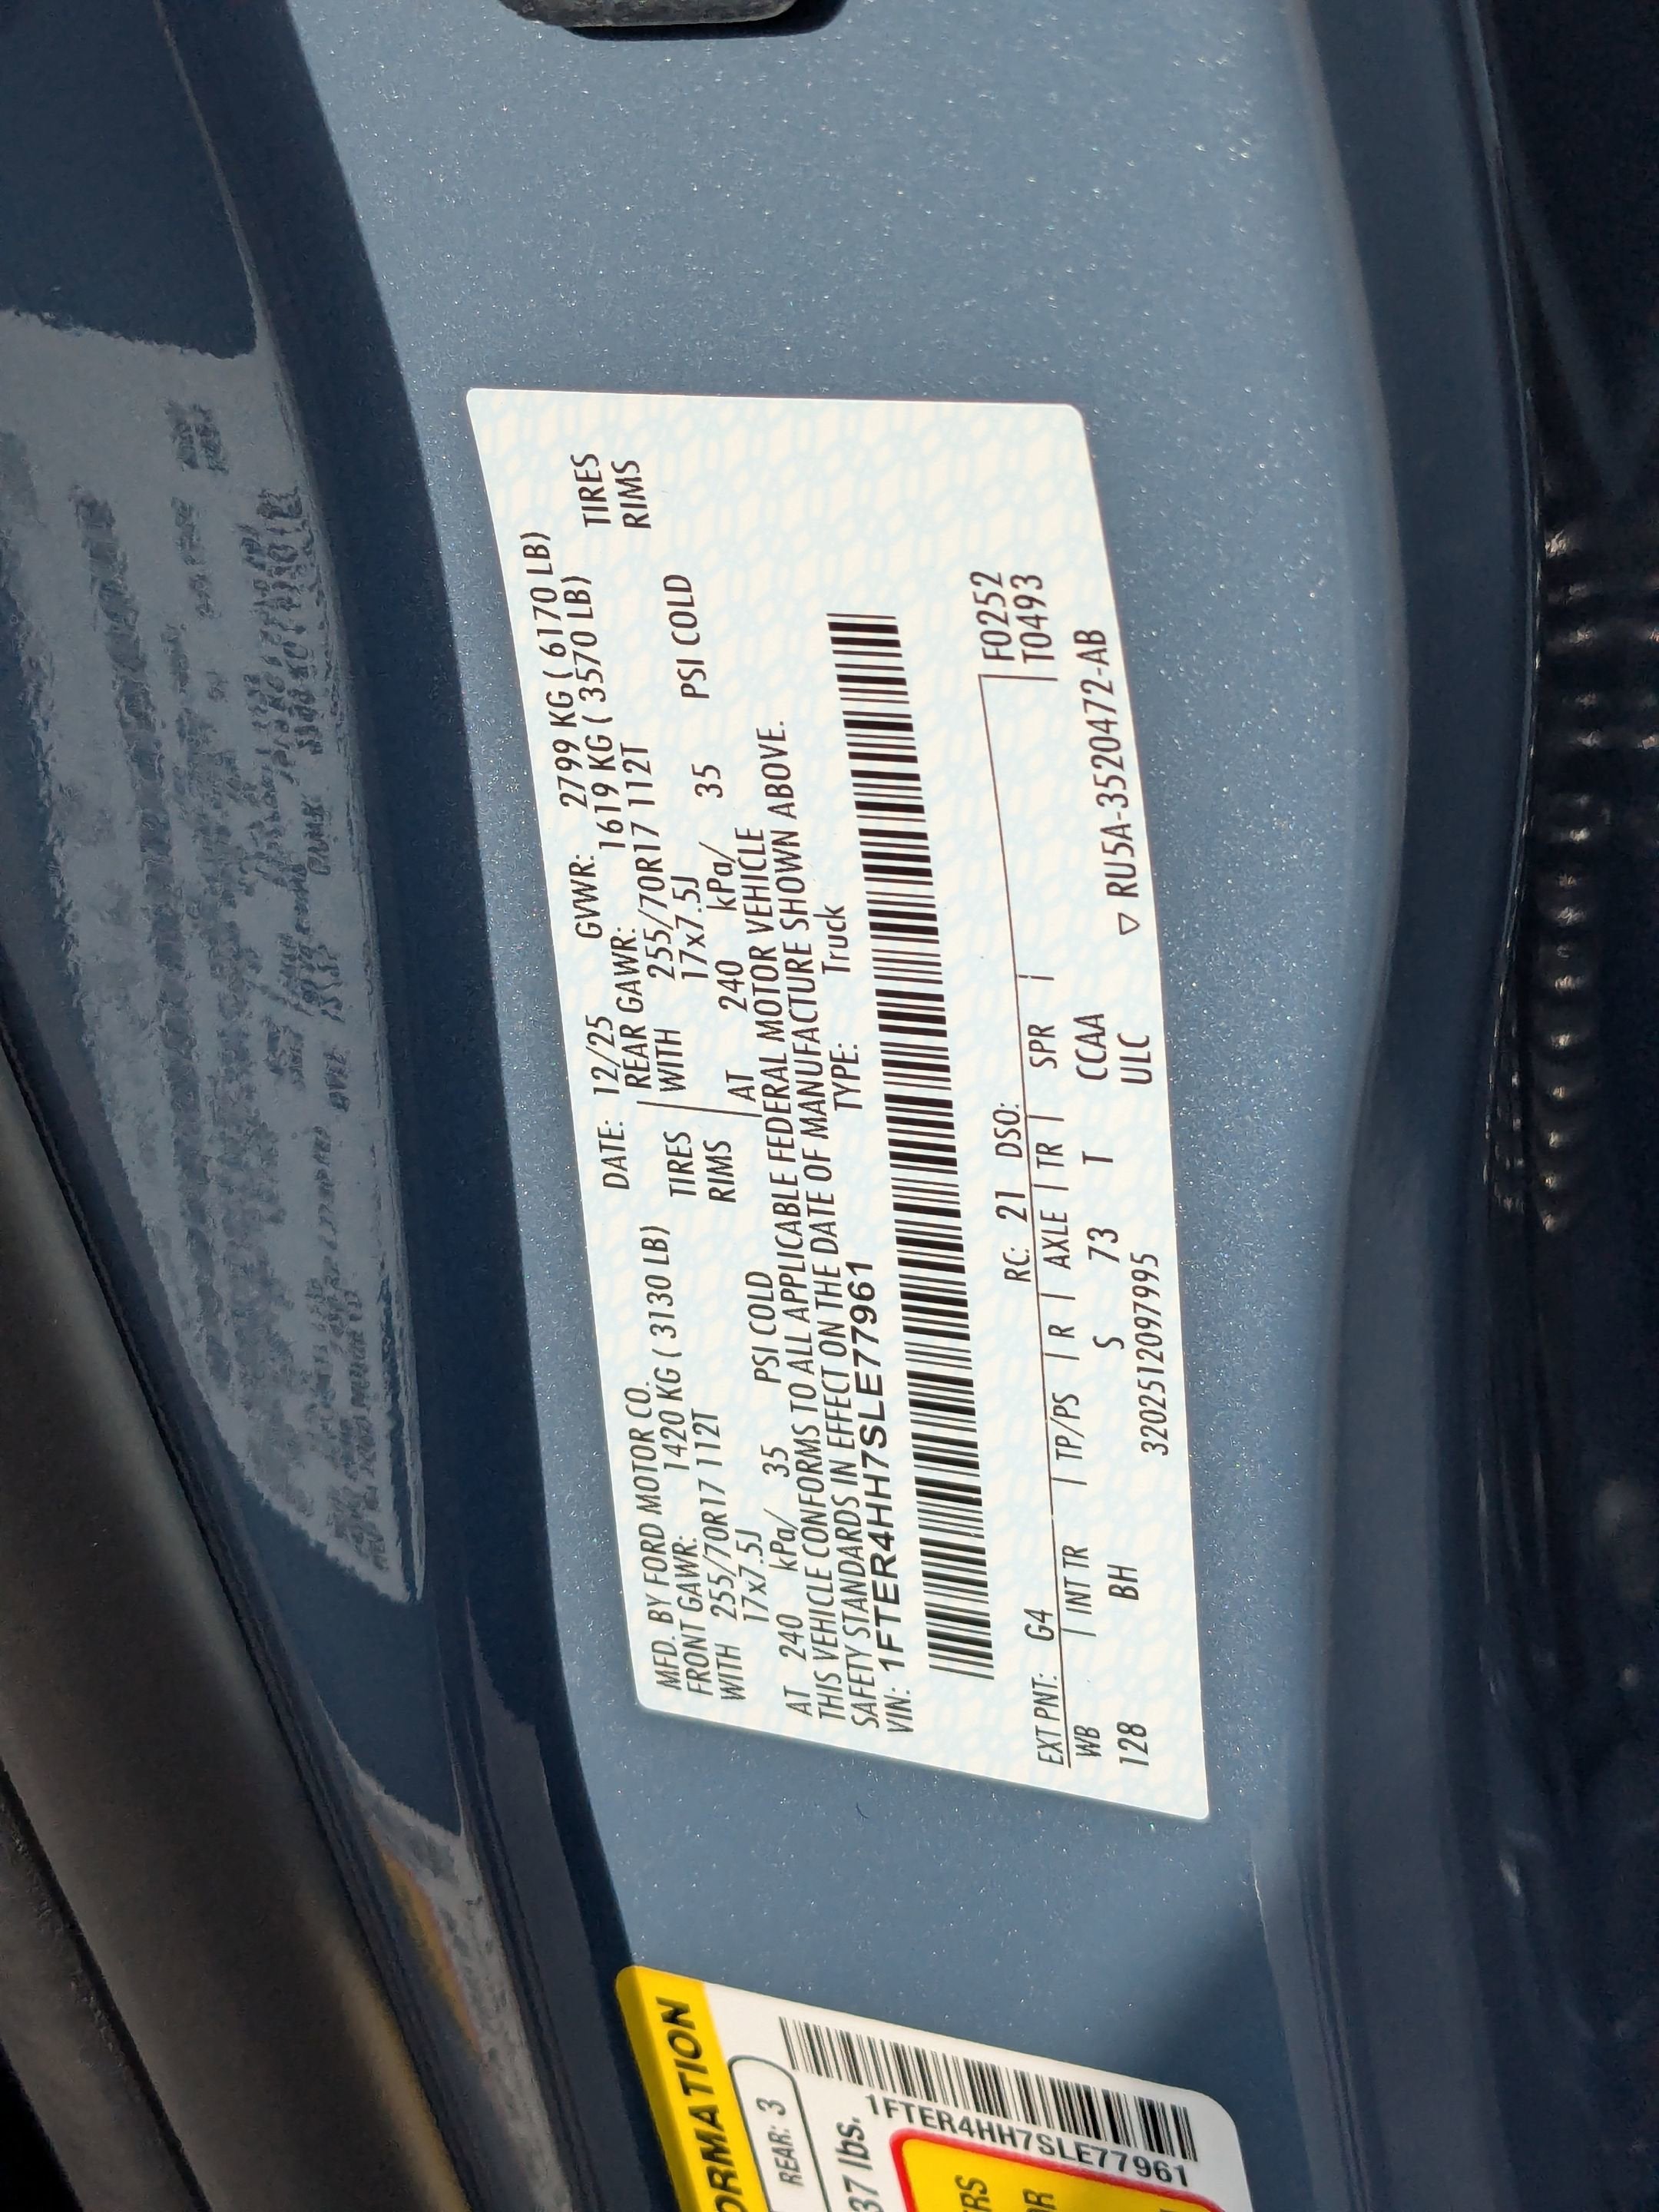 MFD. BY FORD MOTOR CO. DATE: 12/25 GVWR: 2799 KG ( 6170 LB)
FRONT GAWR: 1420 KG ( 3130 LB) REAR GAWR: 1619 KG ( 3570 LB)
WITH 255/70R17 112T TIRES WITH 255/70R17 112T TIRES
17x7.5J RIMS 17x7.5J RIMS
AT 240 kPa/ 35 PSI COLD AT 240 kPa/ 35 PSI COLD
THIS VEHICLE CONFORMS TO ALL APPLICABLE FEDERAL MOTOR VEHICLE
SAFETY STANDARDS IN EFFECT ON THE DATE OF MANUFACTURE SHOWN ABOVE.
VIN: 1FTER4HH7SLE77961 TYPE: Truck
EXT PNT: G4 RC: 21 DSO: F0252
WB | INT TR | TP/PS | R | AXLE | TR | SPR | T0493
128 BH S 73 T CCAA
320251209​7995 ULC ▽ RU5A-3520472-AB
ORMATION
REAR: 3
37 lbs.
1FTER4HH7SLE77961
ERS
OR